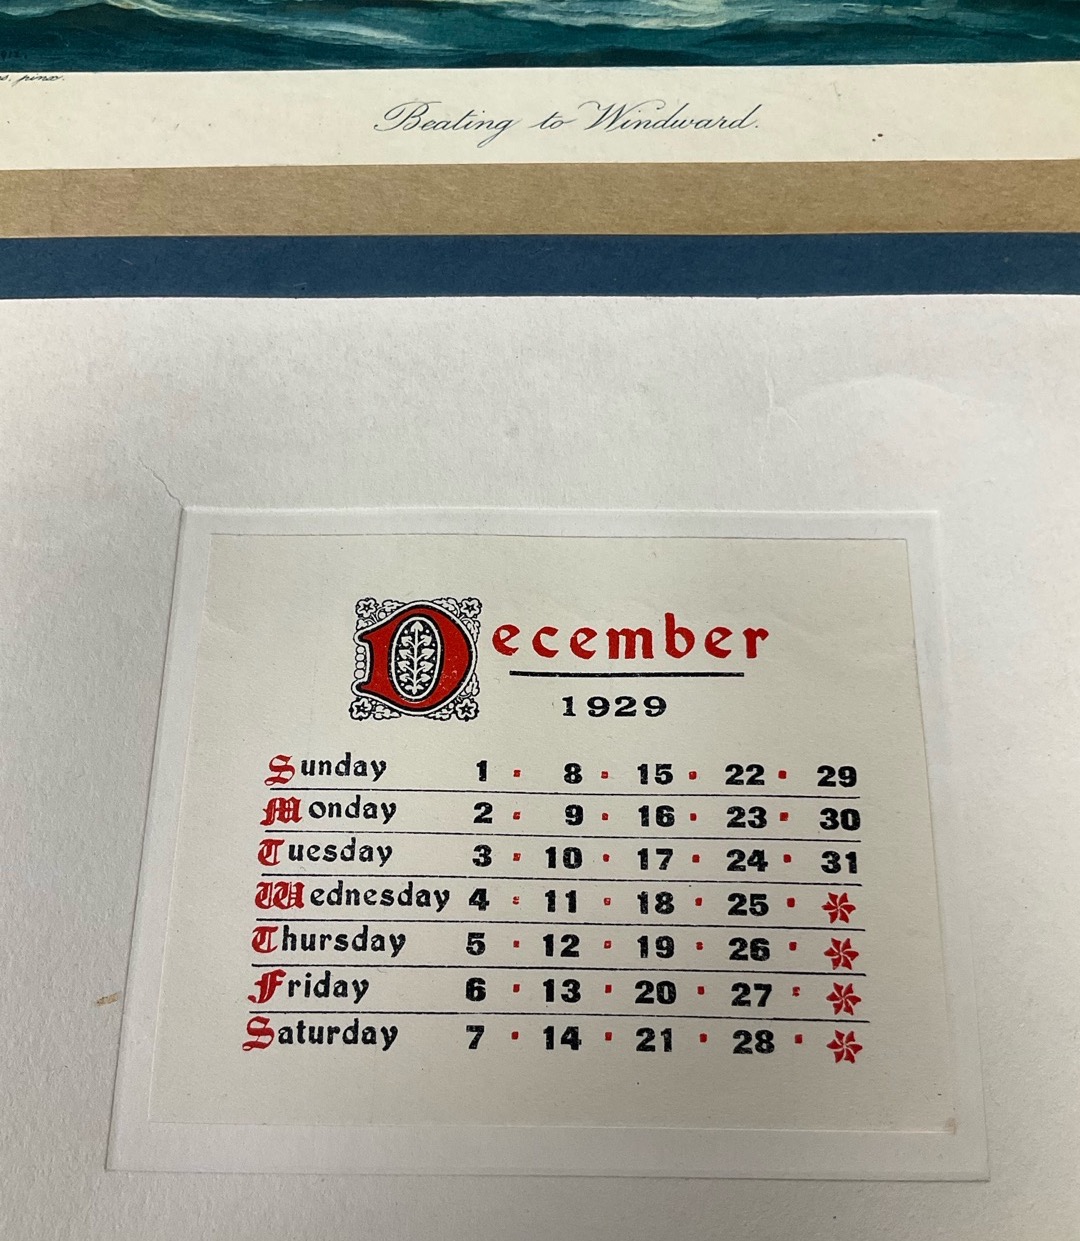 pinx.
Beating to Windward.
December
1929
Sunday 1 · 8 · 15 · 22 · 29
Monday 2 · 9 · 16 · 23 · 30
Tuesday 3 · 10 · 17 · 24 · 31
Wednesday 4 · 11 · 18 · 25 ·
Thursday 5 · 12 · 19 · 26 ·
Friday 6 · 13 · 20 · 27 ·
Saturday 7 · 14 · 21 · 28 ·